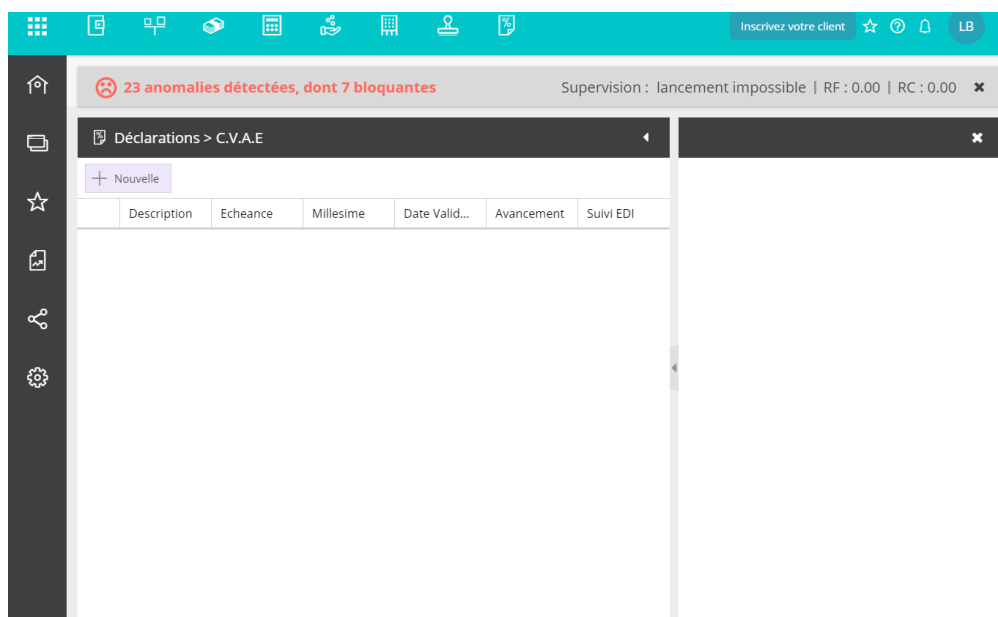 Inscrivez votre client
LB
23 anomalies détectées, dont 7 bloquantes
Supervision : lancement impossible | RF : 0.00 | RC : 0.00
Déclarations > C.V.A.E
Nouvelle
Description Echeance Millesime Date Valid... Avancement Suivi EDI